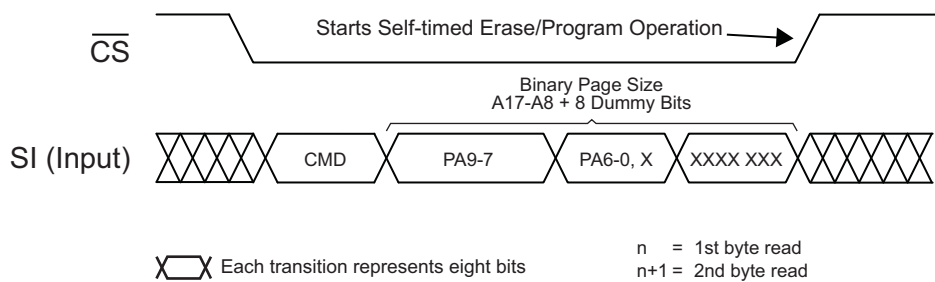 Starts Self-timed Erase/Program Operation
CS
Binary Page Size
A17-A8 + 8 Dummy Bits
SI (Input)
CMD
PA9-7
PA6-0, X
XXXX XXX
Each transition represents eight bits
n = 1st byte read
n+1 = 2nd byte read